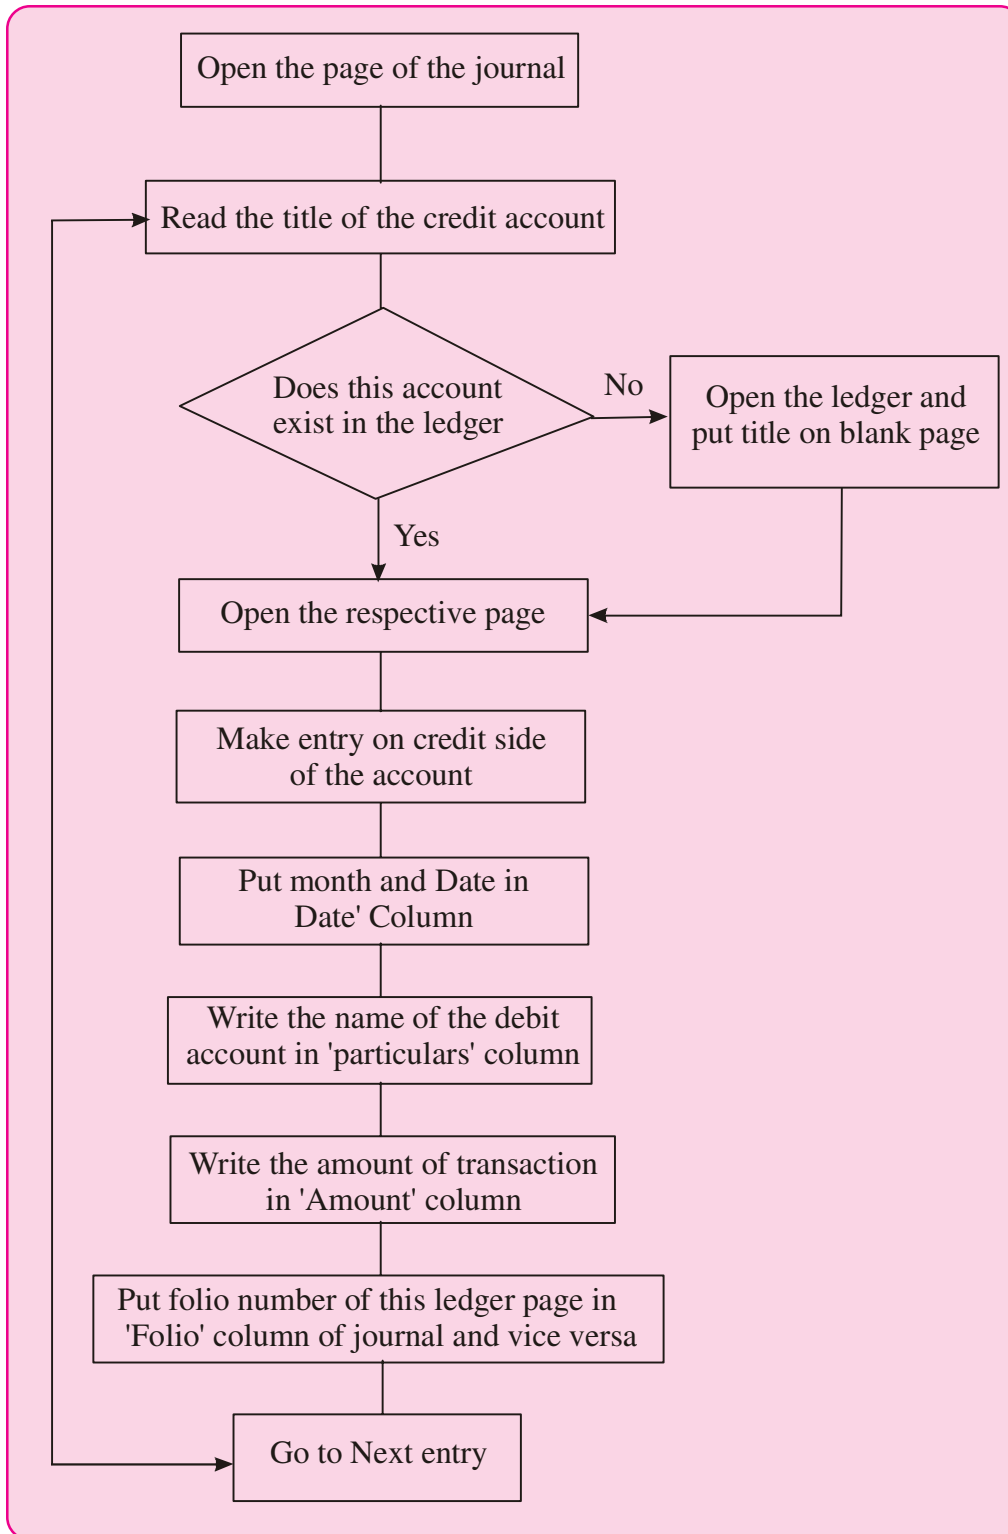 Open the page of the journal
Read the title of the credit account
Does this account
exist in the ledger
No
Open the ledger and
put title on blank page
Yes
Open the respective page
Make entry on credit side
of the account
Put month and Date in
Date' Column
Write the name of the debit
account in 'particulars' column
Write the amount of transaction
in 'Amount' column
Put folio number of this ledger page in
'Folio' column of journal and vice versa
Go to Next entry